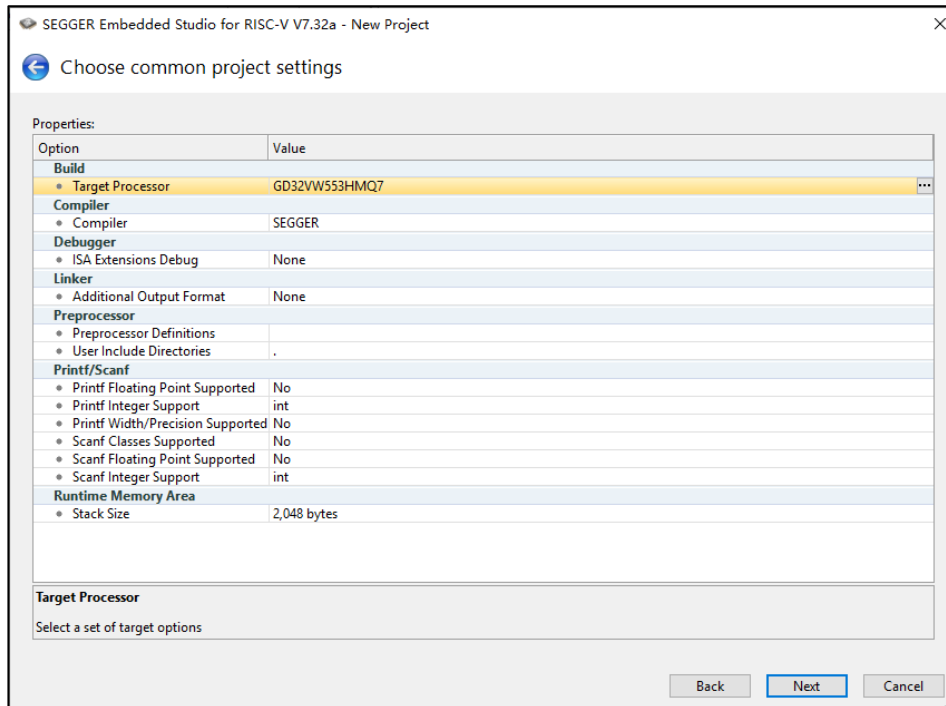 SEGGER Embedded Studio for RISC-V V7.32a - New Project
Choose common project settings
Properties:
Option Value
Build
Target Processor GD32VW553HMQ7 ...
Compiler
Compiler SEGGER
Debugger
ISA Extensions Debug None
Linker
Additional Output Format None
Preprocessor
Preprocessor Definitions
User Include Directories .
Printf/Scanf
Printf Floating Point Supported No
Printf Integer Support int
Printf Width/Precision Supported No
Scanf Classes Supported No
Scanf Floating Point Supported No
Scanf Integer Support int
Runtime Memory Area
Stack Size 2,048 bytes
Target Processor
Select a set of target options
Back Next Cancel